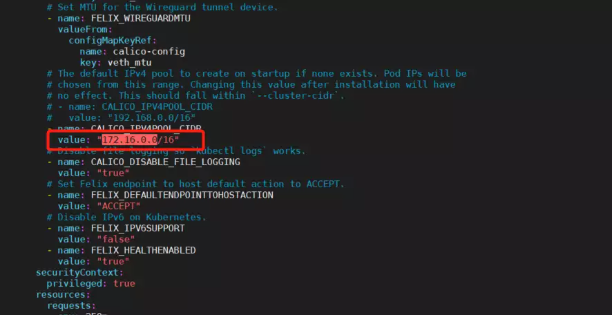 # Set MTU for the Wireguard tunnel device.
- name: FELIX_WIREGUARDMTU
valueFrom:
configMapKeyRef:
name: calico-config
key: veth_mtu
# The default IPv4 pool to create on startup if none exists. Pod IPs will be
# chosen from this range. Changing this value after installation will have
# no effect. This should fall within `--cluster-cidr`.
# - name: CALICO_IPV4POOL_CIDR
#   value: "192.168.0.0/16"
- name: CALICO_IPV4POOL_CIDR
value: "172.16.0.0/16"
# Disable file logging so `kubectl logs` works.
- name: CALICO_DISABLE_FILE_LOGGING
value: "true"
# Set Felix endpoint to host default action to ACCEPT.
- name: FELIX_DEFAULTENDPOINTTOHOSTACTION
value: "ACCEPT"
# Disable IPv6 on Kubernetes.
- name: FELIX_IPV6SUPPORT
value: "false"
- name: FELIX_HEALTHENABLED
value: "true"
securityContext:
privileged: true
resources:
requests: